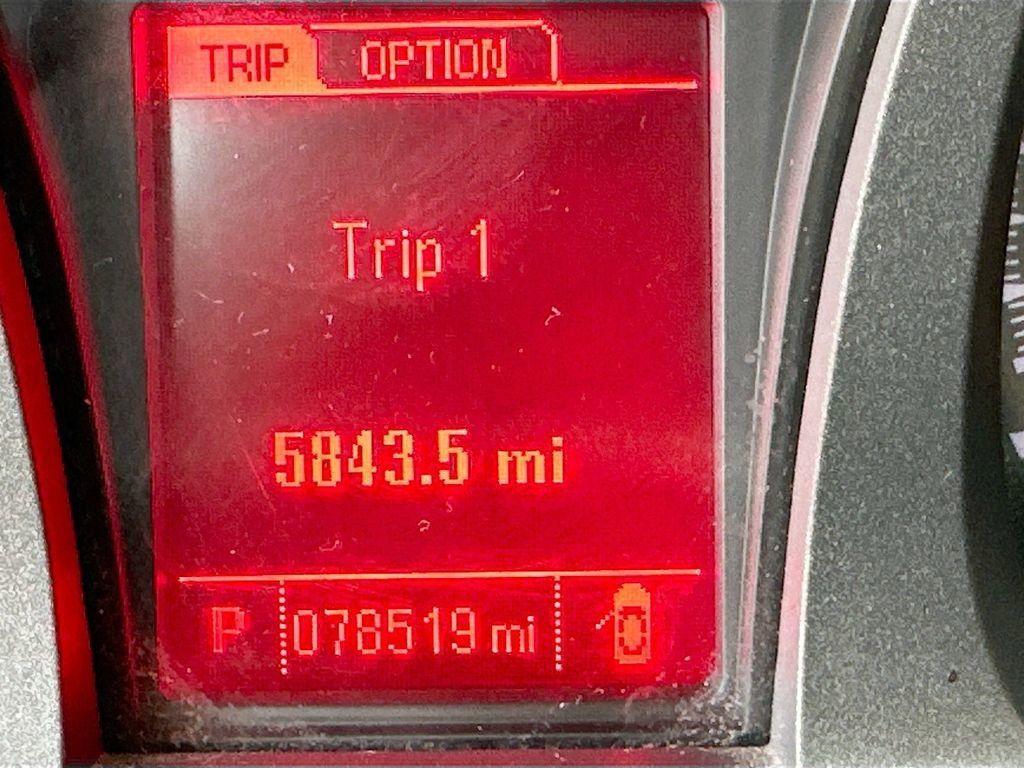 TRIP OPTION
Trip 1
5843.5 mi
P 078519 mi